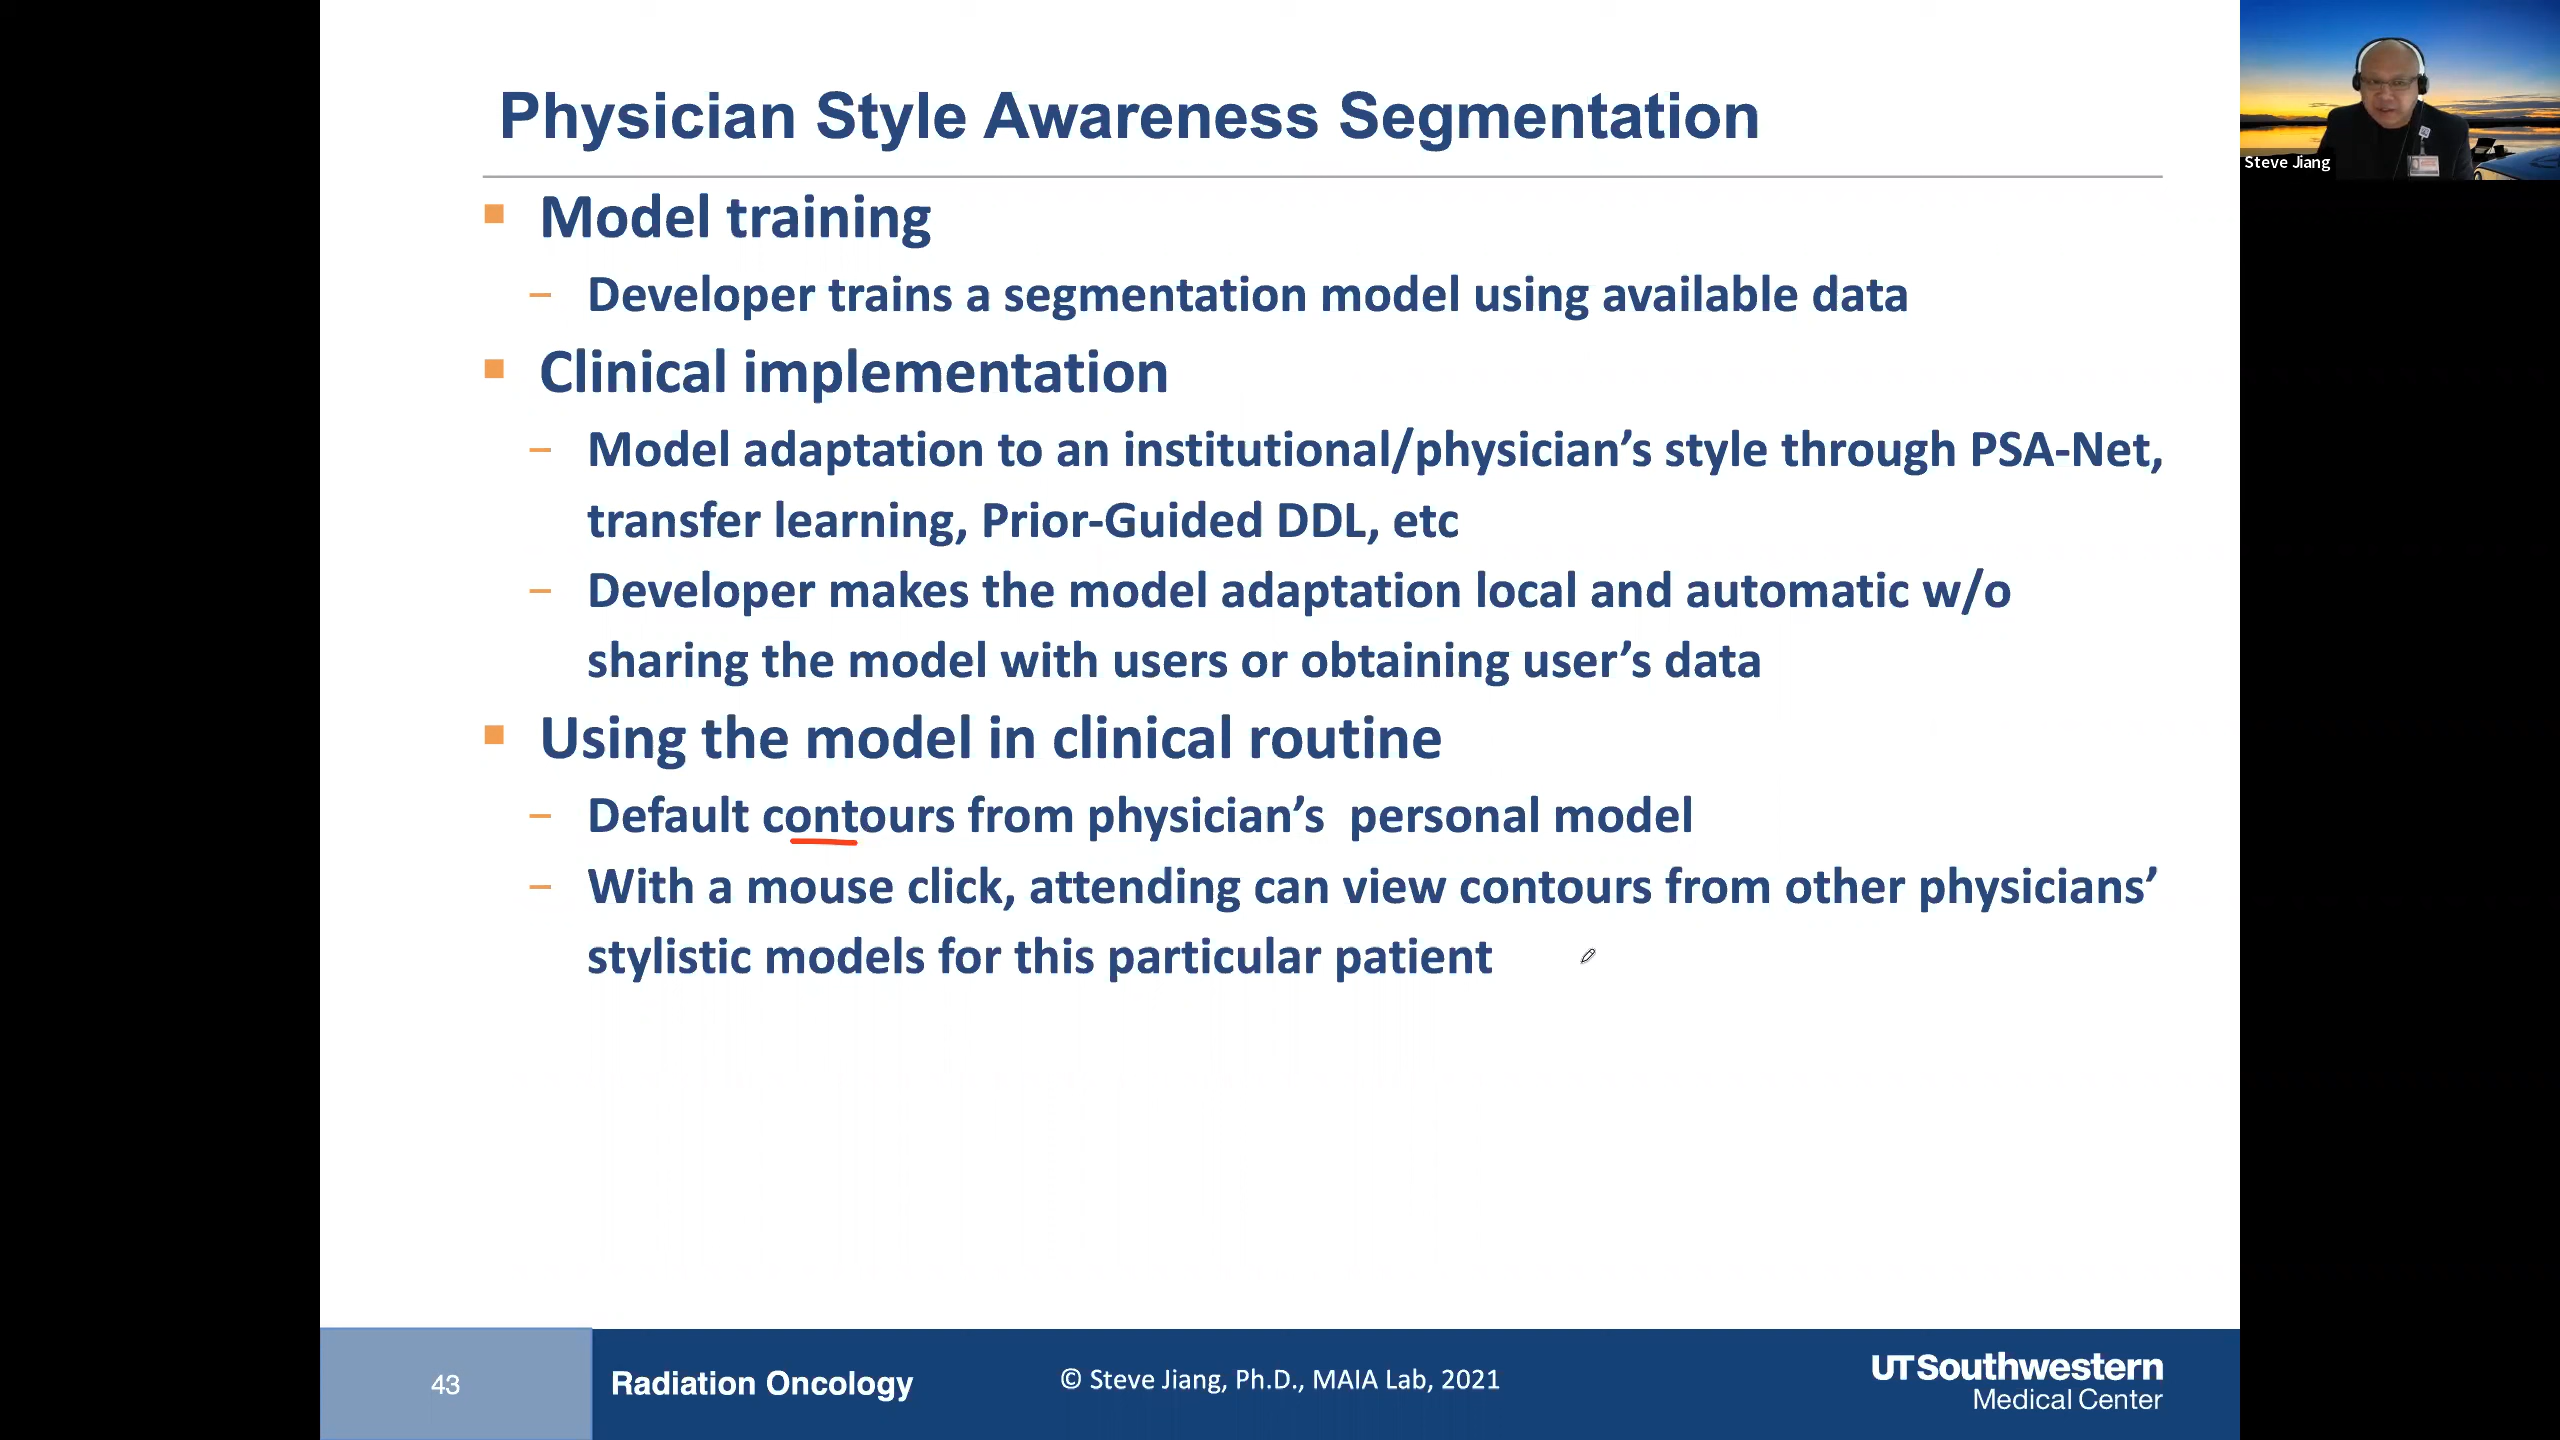 Physician Style Awareness Segmentation
Steve Jiang
Model training
– Developer trains a segmentation model using available data
Clinical implementation
– Model adaptation to an institutional/physician’s style through PSA-Net,
transfer learning, Prior-Guided DDL, etc
– Developer makes the model adaptation local and automatic w/o
sharing the model with users or obtaining user’s data
Using the model in clinical routine
– Default contours from physician’s personal model
– With a mouse click, attending can view contours from other physicians’
stylistic models for this particular patient
43
Radiation Oncology
© Steve Jiang, Ph.D., MAIA Lab, 2021
UTSouthwestern
Medical Center